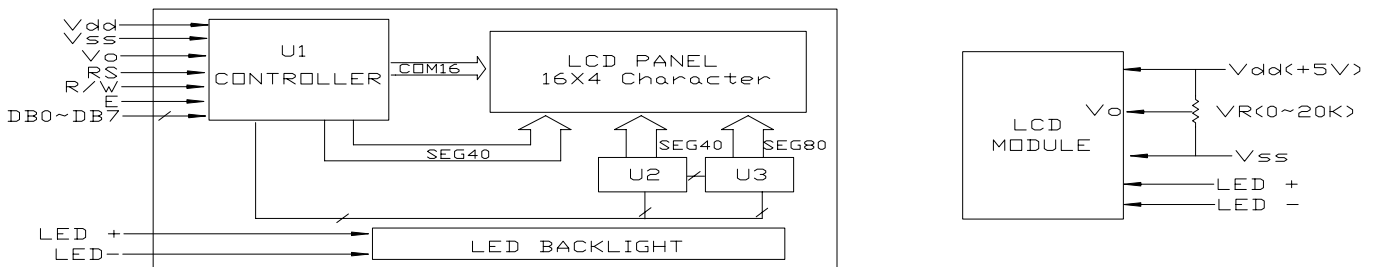 Vdd
Vss
Vo
RS
R/W
E
DB0~DB7
U1
CONTROLLER
COM16
LCD PANEL
16X4 Character
SEG40
SEG40
SEG80
U2
U3
LED +
LED-
LED BACKLIGHT
LCD
MODULE
Vdd(+5V)
Vo
VR(0~20K)
Vss
LED +
LED -